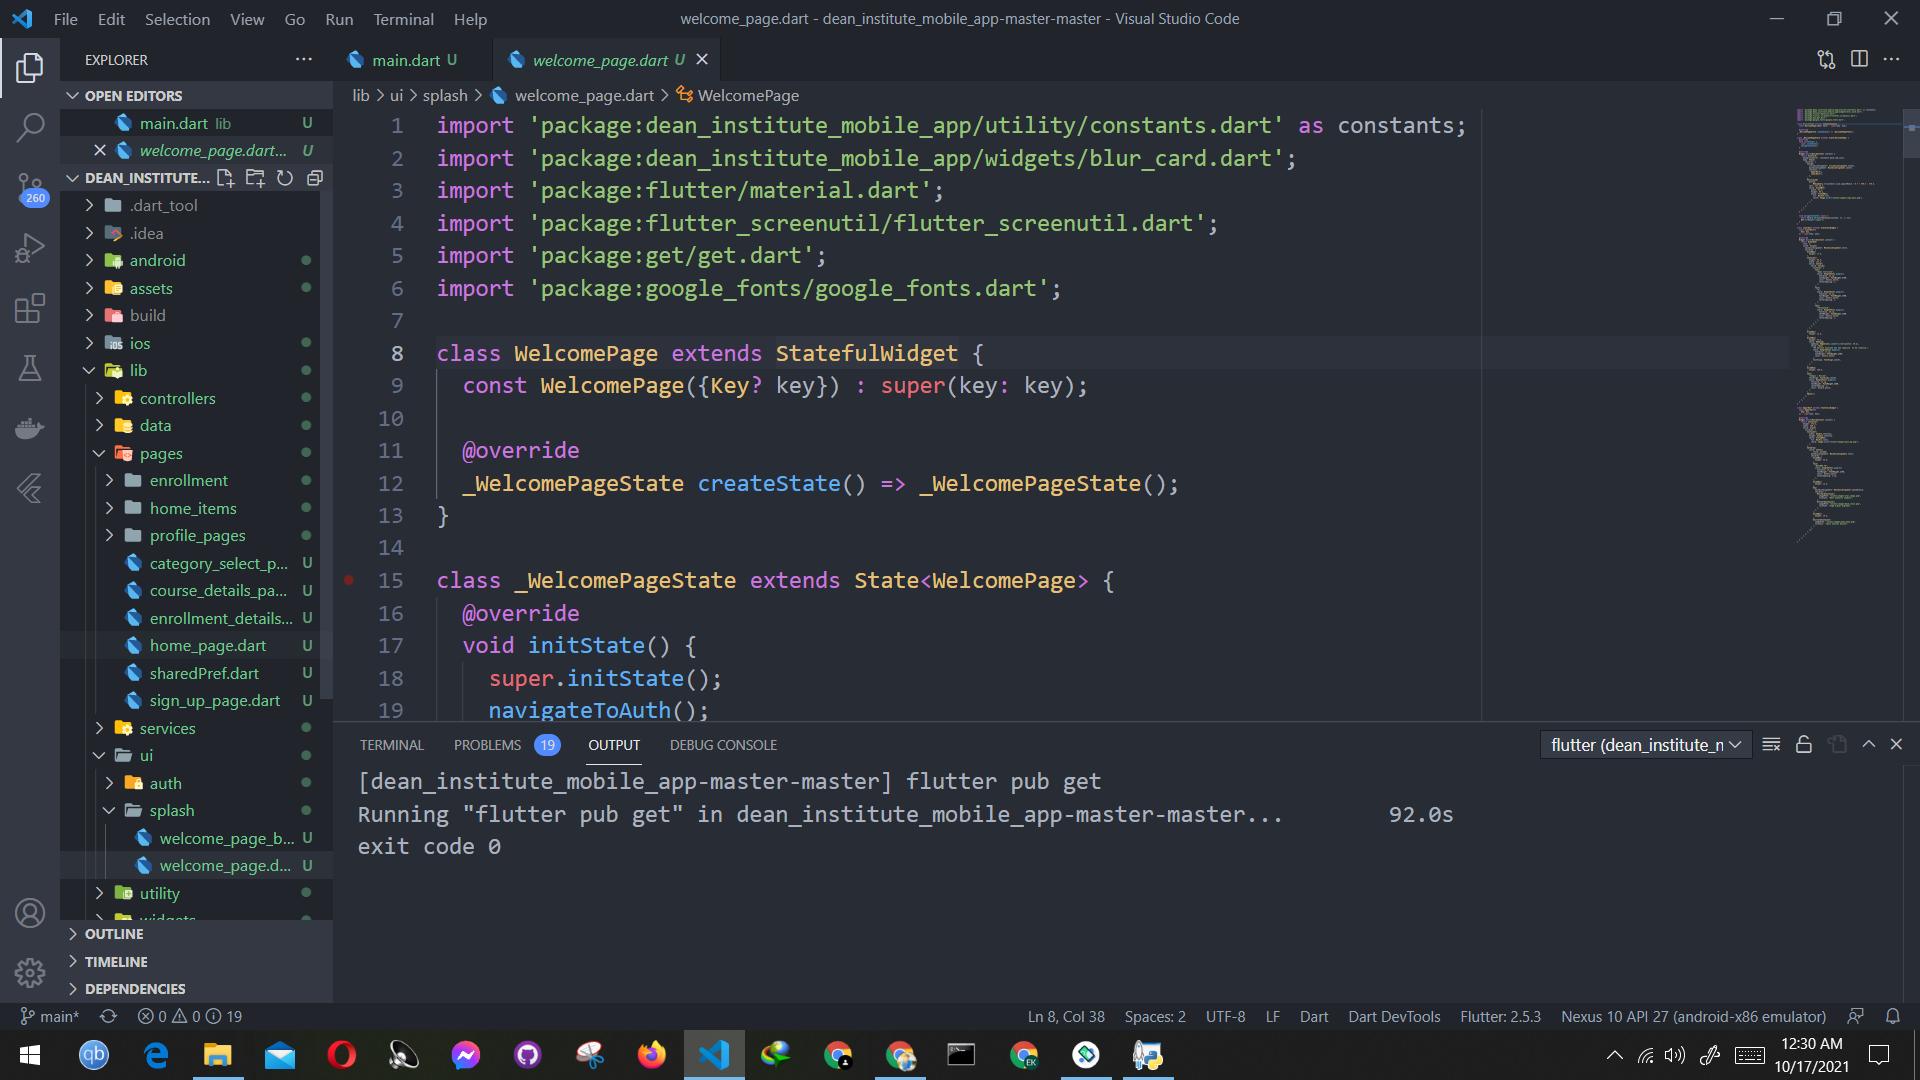 File Edit Selection View Go Run Terminal Help
welcome_page.dart - dean_institute_mobile_app-master-master - Visual Studio Code
EXPLORER
OPEN EDITORS
main.dart lib U
welcome_page.dart... U
DEAN_INSTITUTE...
.dart_tool
.idea
android
assets
build
ios
lib
controllers
data
pages
enrollment
home_items
profile_pages
category_select_p... U
course_details_pa... U
enrollment_details... U
home_page.dart U
sharedPref.dart U
sign_up_page.dart U
services
ui
auth
splash
welcome_page_b... U
welcome_page.d... U
utility
OUTLINE
TIMELINE
DEPENDENCIES
260
main.dart U
welcome_page.dart U
lib > ui > splash > welcome_page.dart > WelcomePage
1 import 'package:dean_institute_mobile_app/utility/constants.dart' as constants;
2 import 'package:dean_institute_mobile_app/widgets/blur_card.dart';
3 import 'package:flutter/material.dart';
4 import 'package:flutter_screenutil/flutter_screenutil.dart';
5 import 'package:get/get.dart';
6 import 'package:google_fonts/google_fonts.dart';
7
8 class WelcomePage extends StatefulWidget {
9 const WelcomePage({Key? key}) : super(key: key);
10
11 @override
12 _WelcomePageState createState() => _WelcomePageState();
13 }
14
15 class _WelcomePageState extends State<WelcomePage> {
16 @override
17 void initState() {
18 super.initState();
19 navigateToAuth();
TERMINAL PROBLEMS 19 OUTPUT DEBUG CONSOLE
flutter (dean_institute_n
[dean_institute_mobile_app-master-master] flutter pub get
Running "flutter pub get" in dean_institute_mobile_app-master-master... 92.0s
exit code 0
main* 0 0 19
Ln 8, Col 38 Spaces: 2 UTF-8 LF Dart Dart DevTools Flutter: 2.5.3 Nexus 10 API 27 (android-x86 emulator)
qb
EK
12:30 AM
10/17/2021